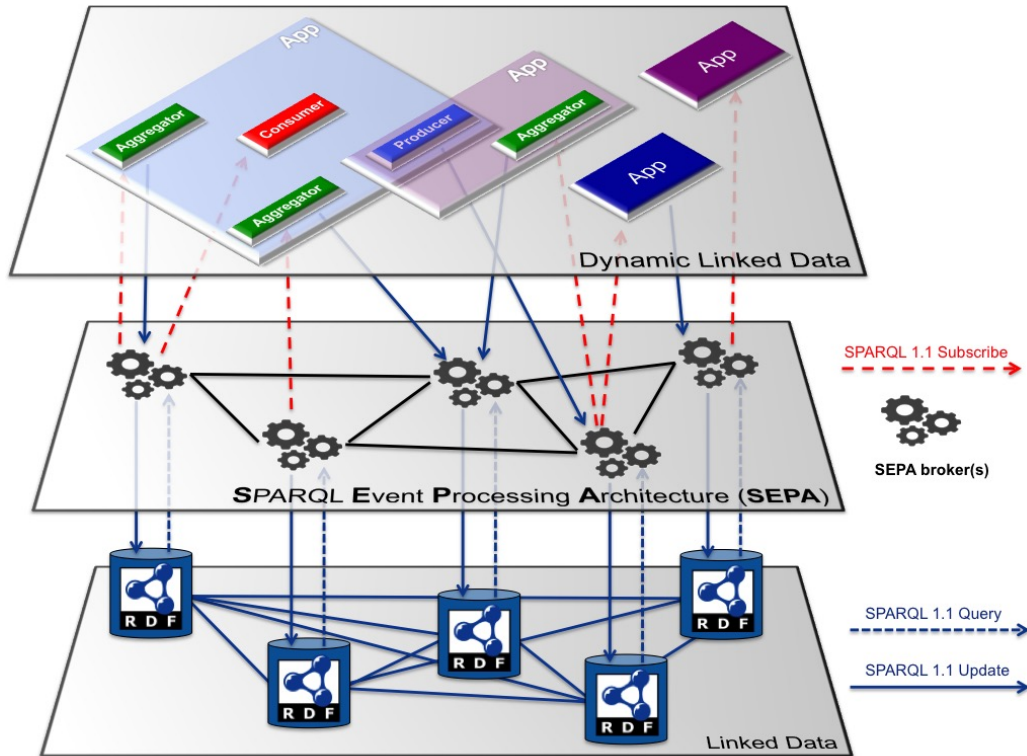 App
App
App
Aggregator
Consumer
Producer
Aggregator
App
Aggregator
Dynamic Linked Data
SPARQL 1.1 Subscribe
SEPA broker(s)
SPARQL Event Processing Architecture (SEPA)
RDF
RDF
RDF
RDF
RDF
SPARQL 1.1 Query
SPARQL 1.1 Update
Linked Data